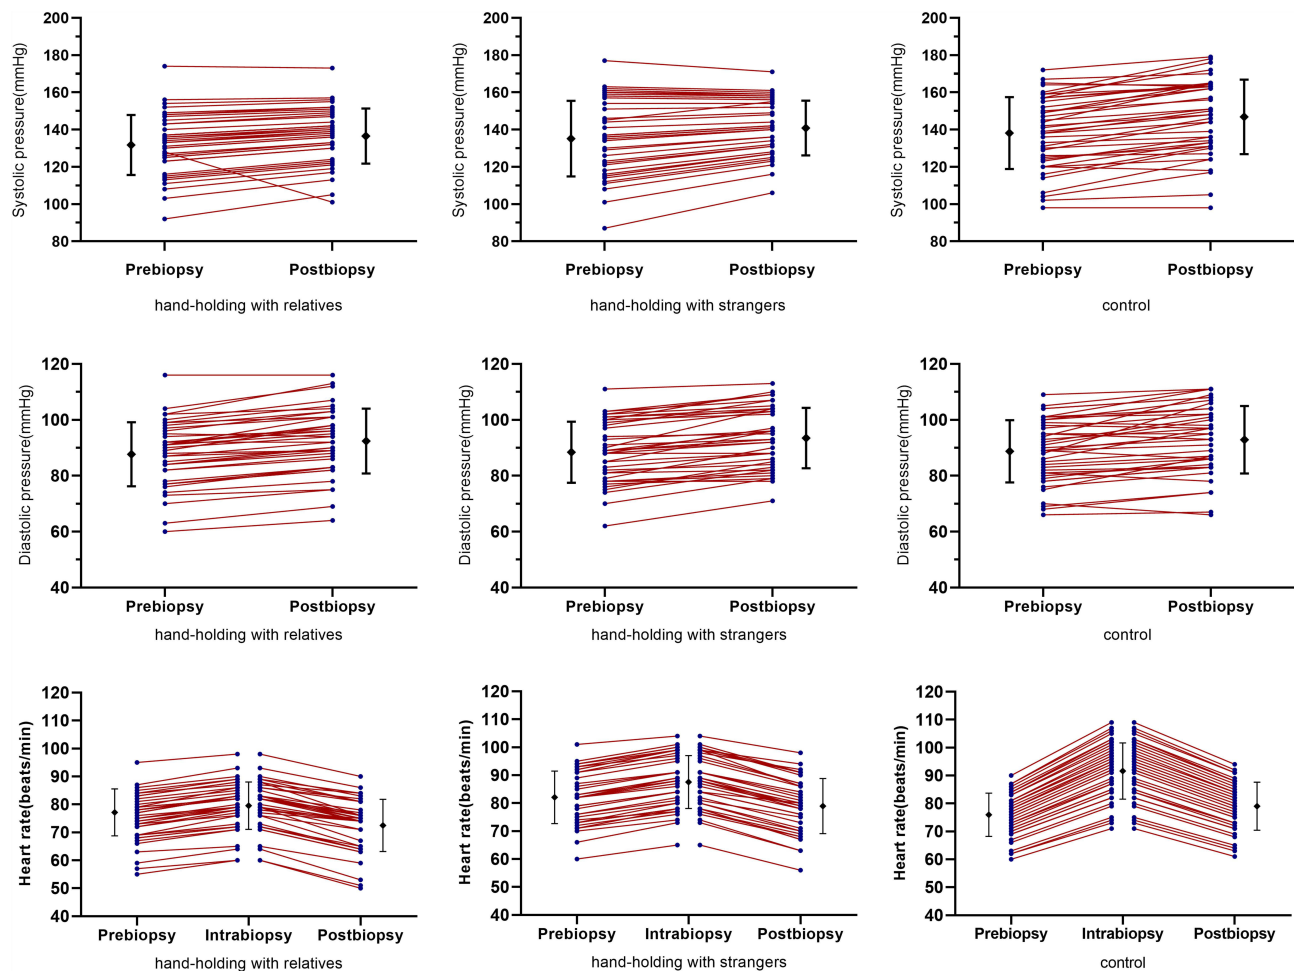 Systolic pressure(mmHg)
200
180
160
140
120
100
80
Prebiopsy Postbiopsy
hand-holding with relatives
Systolic pressure(mmHg)
200
180
160
140
120
100
80
Prebiopsy Postbiopsy
hand-holding with strangers
Systolic pressure(mmHg)
200
180
160
140
120
100
80
Prebiopsy Postbiopsy
control
Diastolic pressure(mmHg)
120
100
80
60
40
Prebiopsy Postbiopsy
hand-holding with relatives
Diastolic pressure(mmHg)
120
100
80
60
40
Prebiopsy Postbiopsy
hand-holding with strangers
Diastolic pressure(mmHg)
120
100
80
60
40
Prebiopsy Postbiopsy
control
Heart rate(beats/min)
120
110
100
90
80
70
60
50
40
Prebiopsy Intrabiopsy Postbiopsy
hand-holding with relatives
Heart rate(beats/min)
120
110
100
90
80
70
60
50
40
Prebiopsy Intrabiopsy Postbiopsy
hand-holding with strangers
Heart rate(beats/min)
120
110
100
90
80
70
60
50
40
Prebiopsy Intrabiopsy Postbiopsy
control